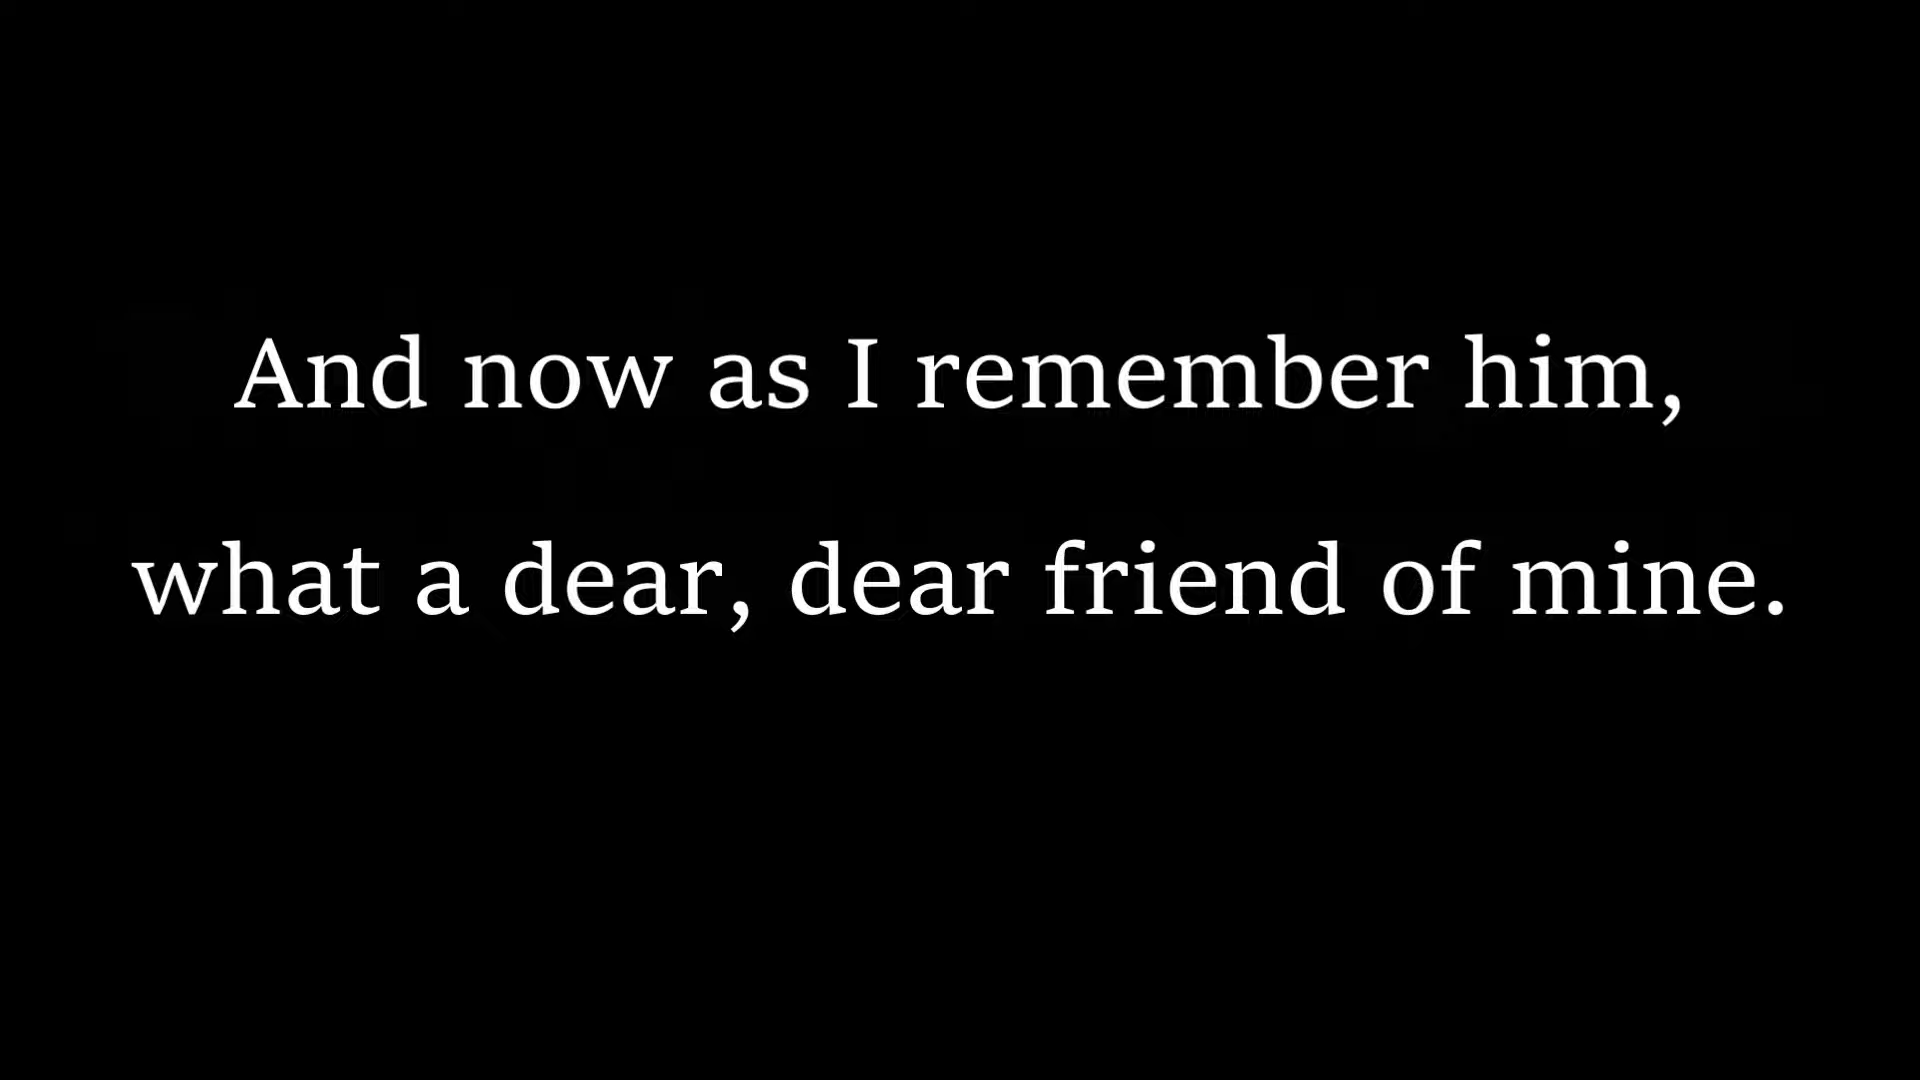 And now as I remember him,
what a dear, dear friend of mine.